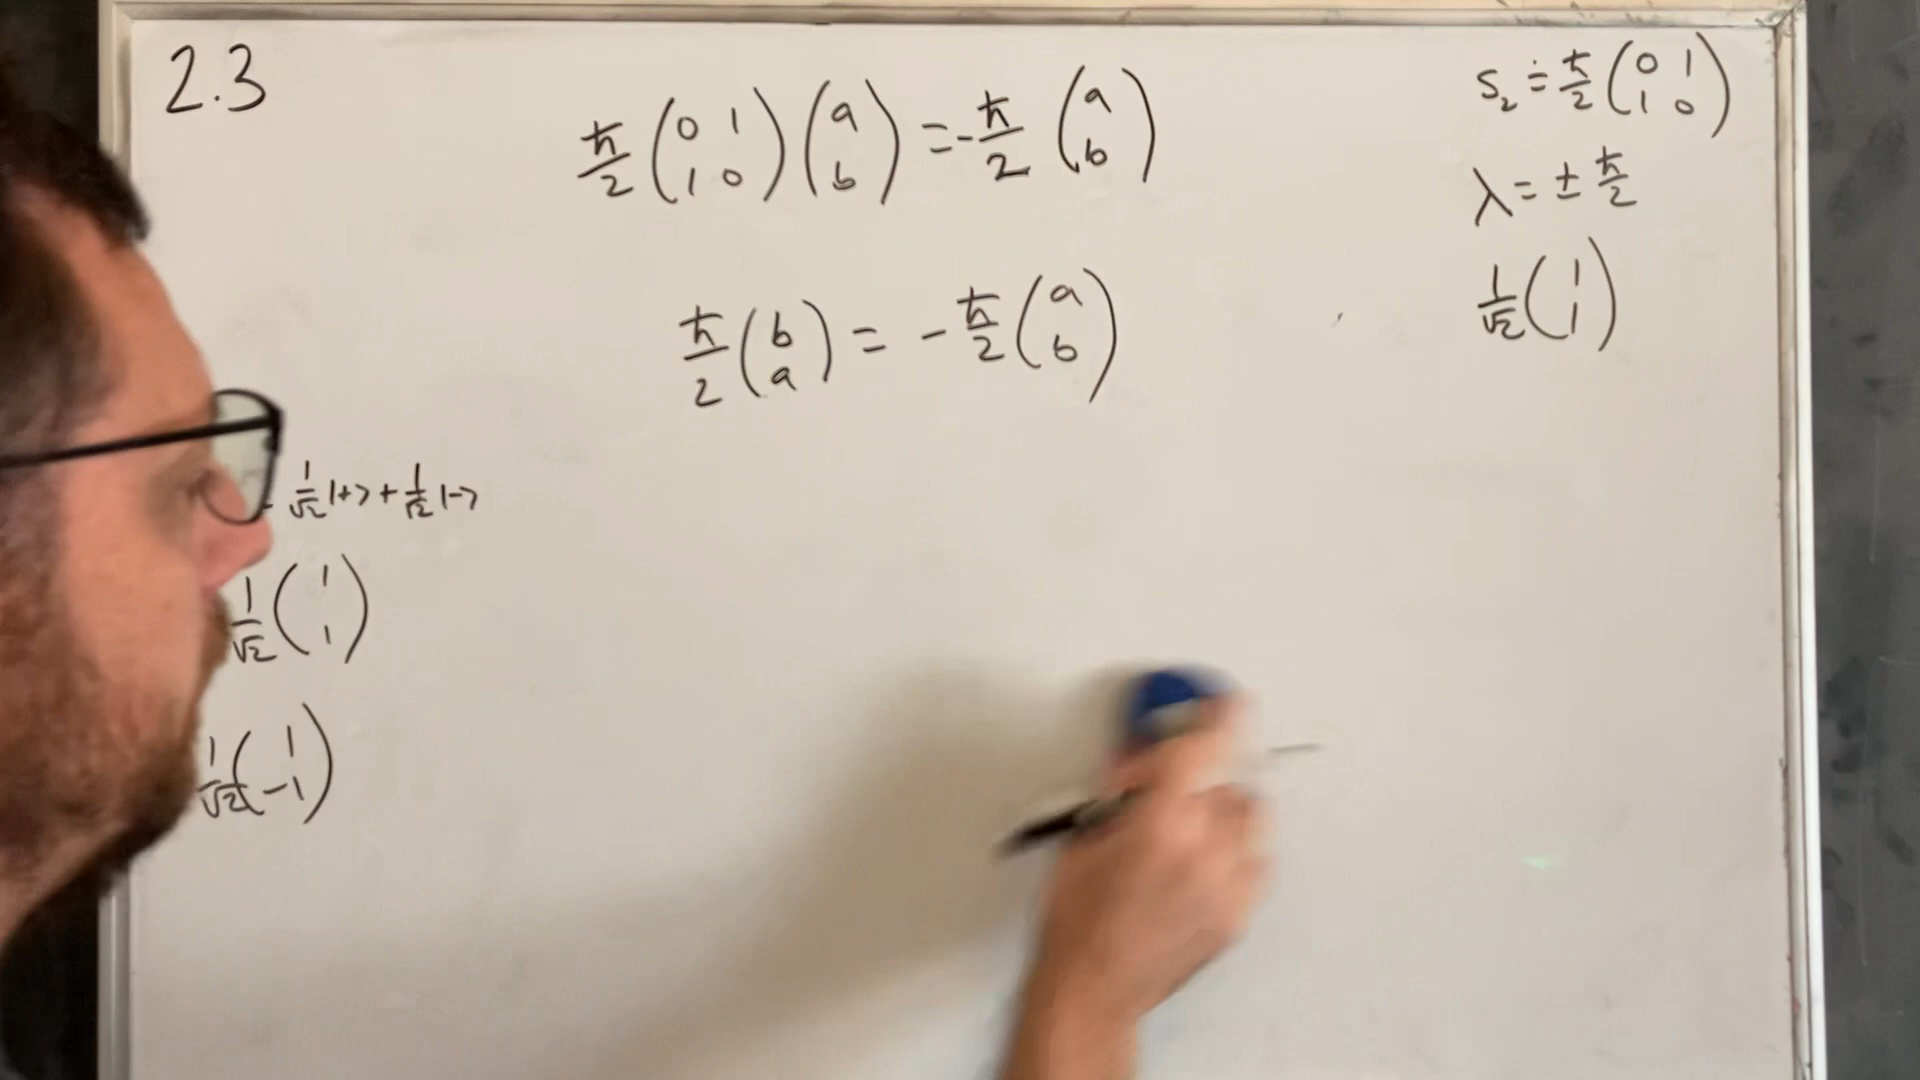 2.3
ħ/2 (0 1; 1 0) (a; b) = -ħ/2 (a; b)
ħ/2 (b; a) = -ħ/2 (a; b)
1/√2 |+> + 1/√2 |->
1/√2 (1; 1)
1/√2 (1; -1)
S₂ ≐ ħ/2 (0 1; 1 0)
λ = ± ħ/2
1/√2 (1; 1)